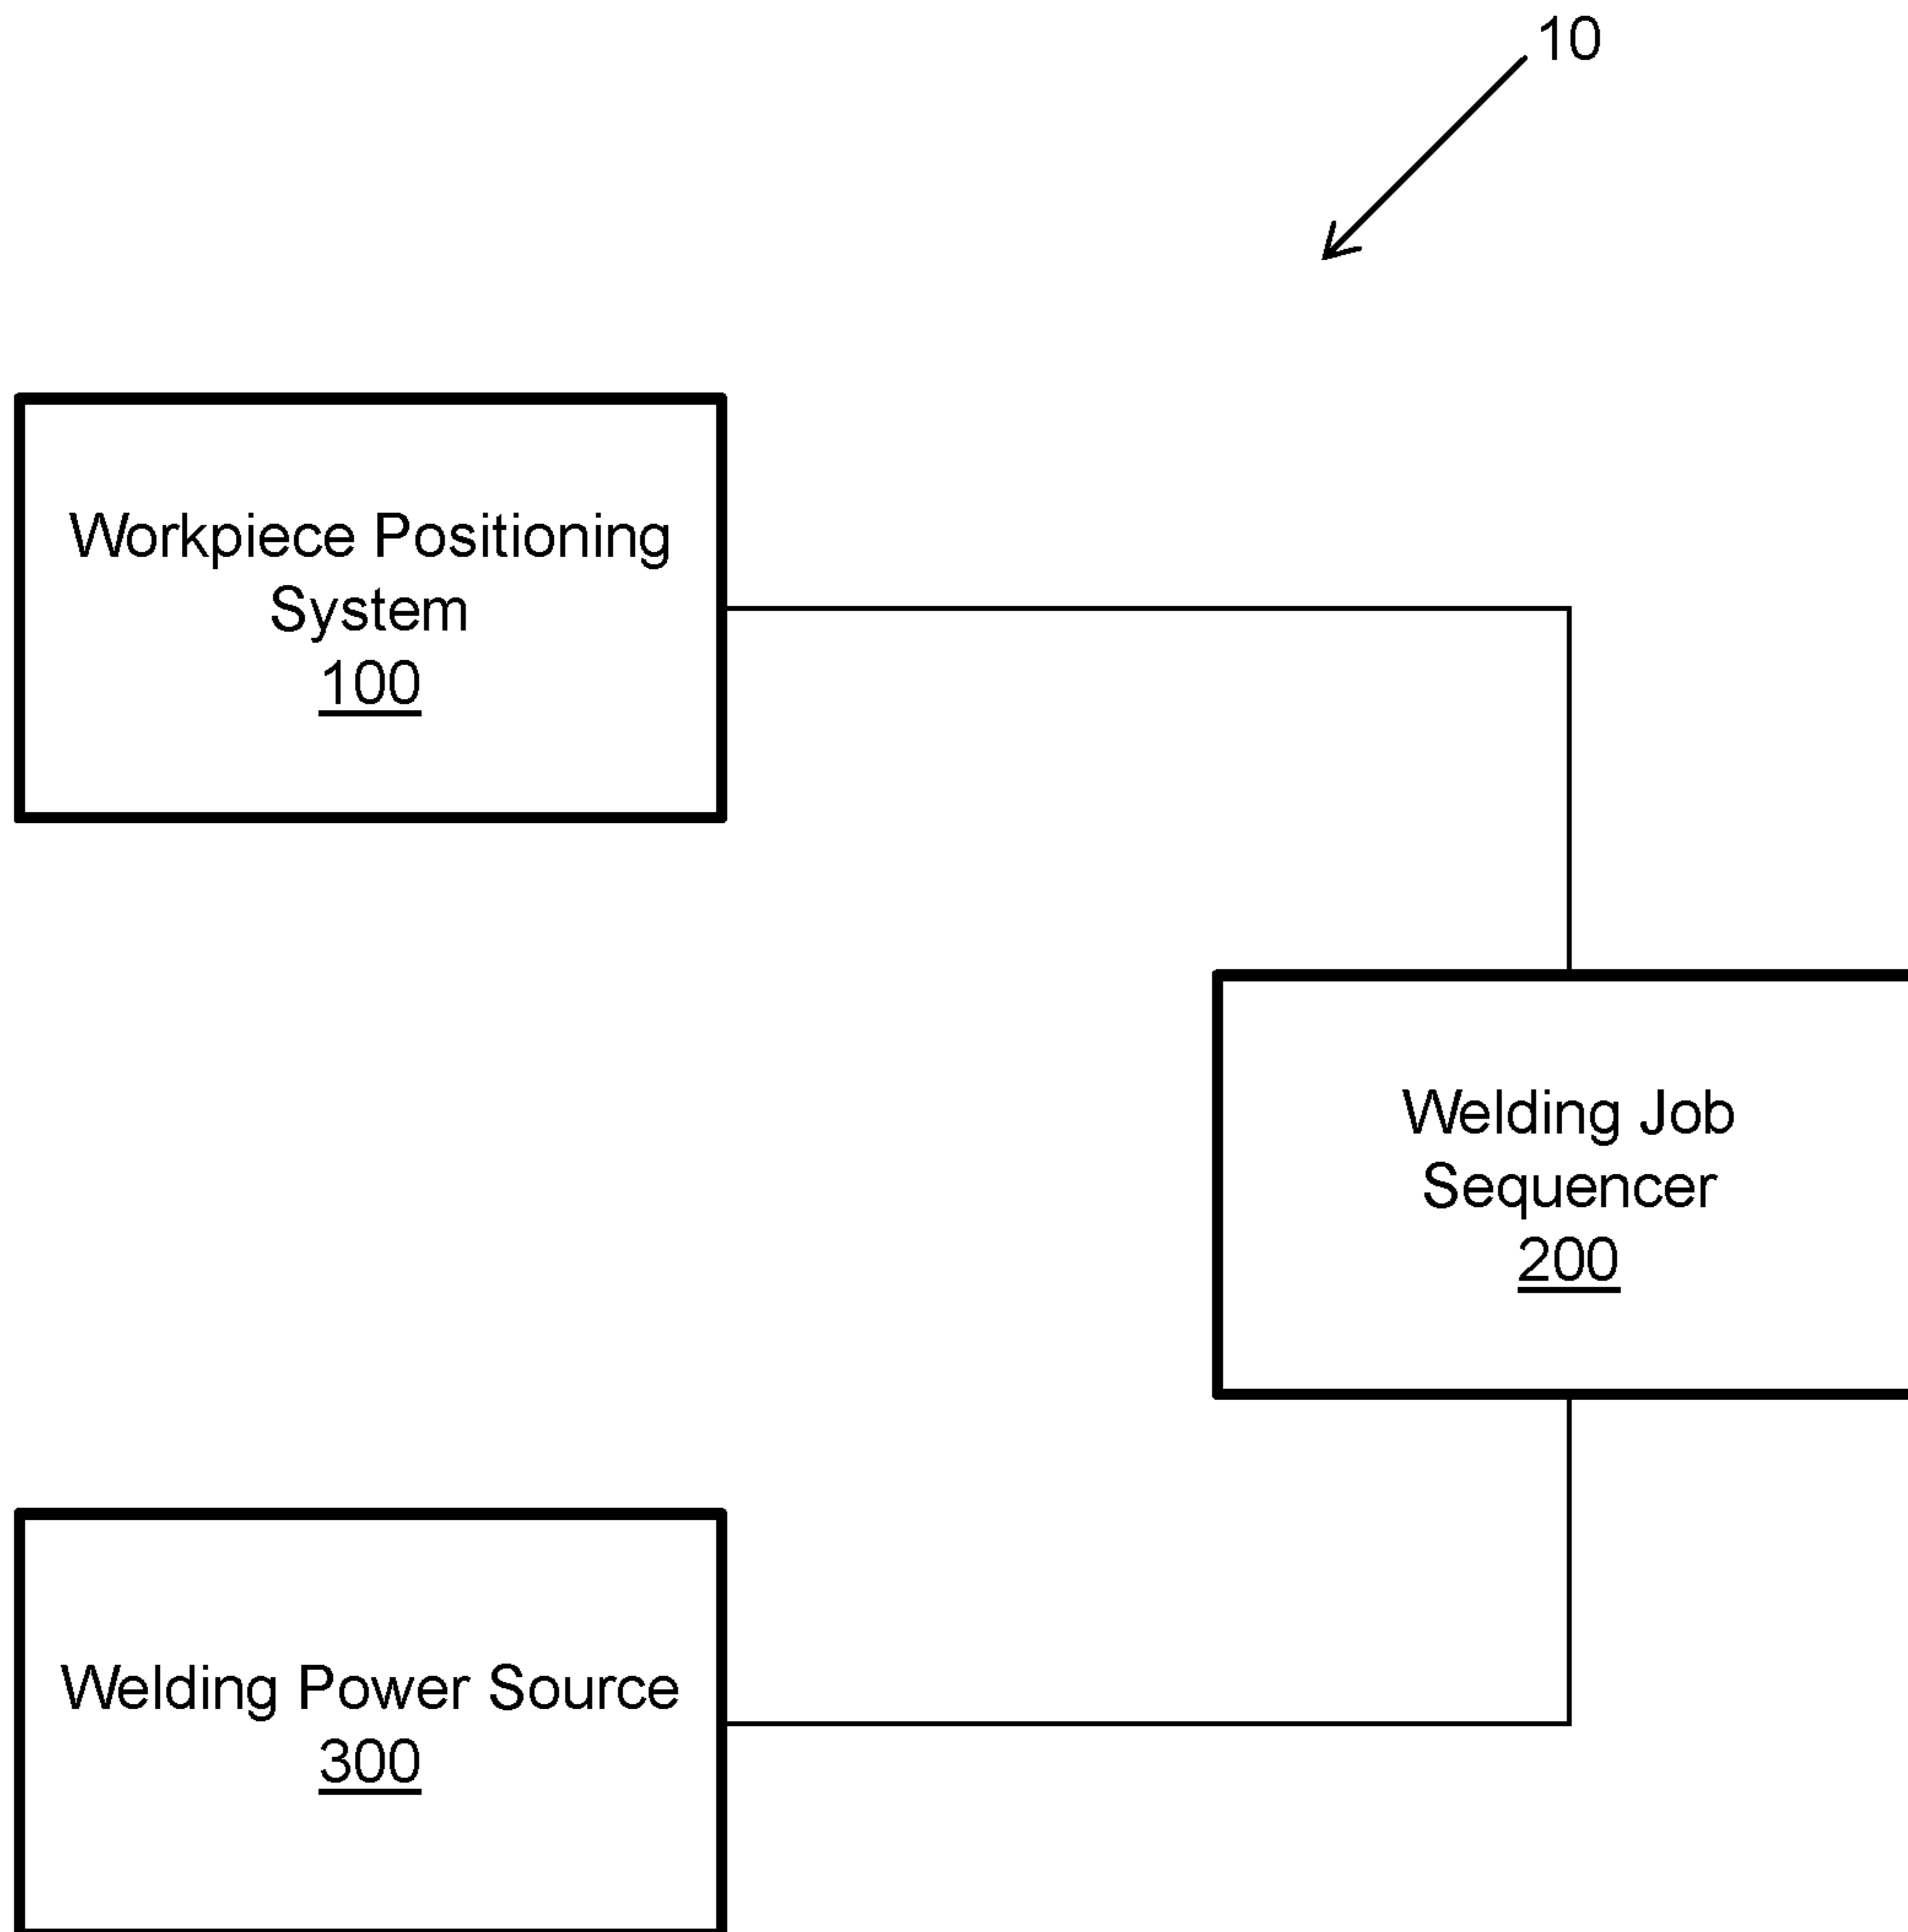 10
Workpiece Positioning
System
100
Welding Job
Sequencer
200
Welding Power Source
300